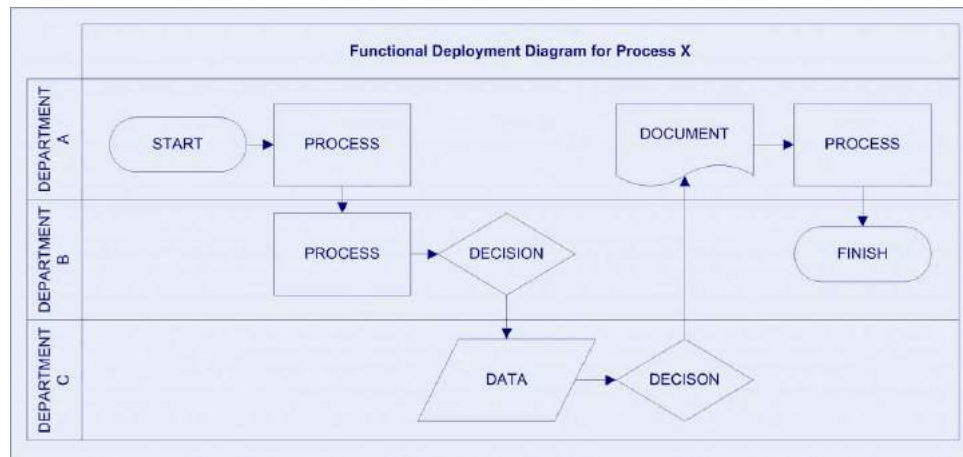 Functional Deployment Diagram for Process X
DEPARTMENT
A
START
PROCESS
DOCUMENT
PROCESS
DEPARTMENT
B
PROCESS
DECISION
FINISH
DEPARTMENT
C
DATA
DECISON